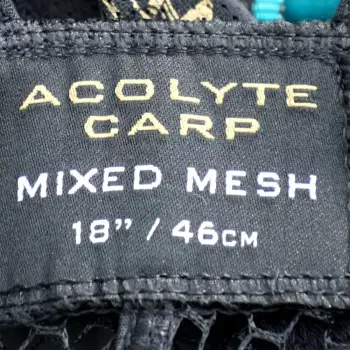 ACOLYTE
CARP
MIXED MESH
18” / 46CM